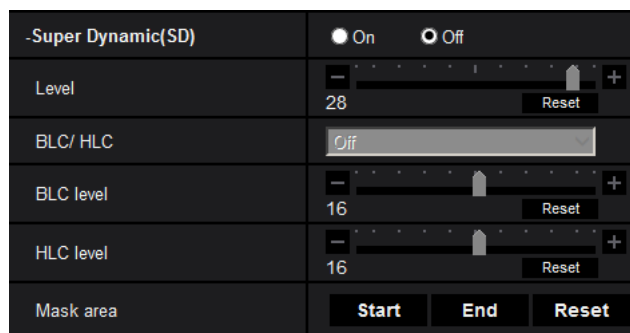 -Super Dynamic(SD) On Off
Level
28 Reset
BLC/ HLC Off
BLC level
16 Reset
HLC level
16 Reset
Mask area Start End Reset